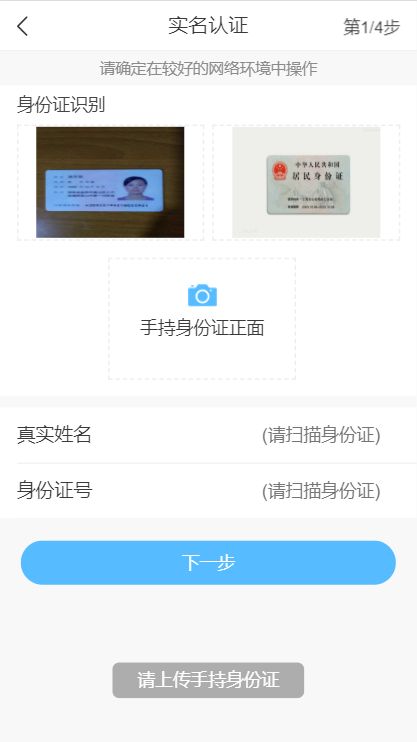 实名认证
第1/4步
请确定在较好的网络环境中操作
身份证识别
中华人民共和国
居民身份证
手持身份证正面
真实姓名 (请扫描身份证)
身份证号 (请扫描身份证)
下一步
请上传手持身份证